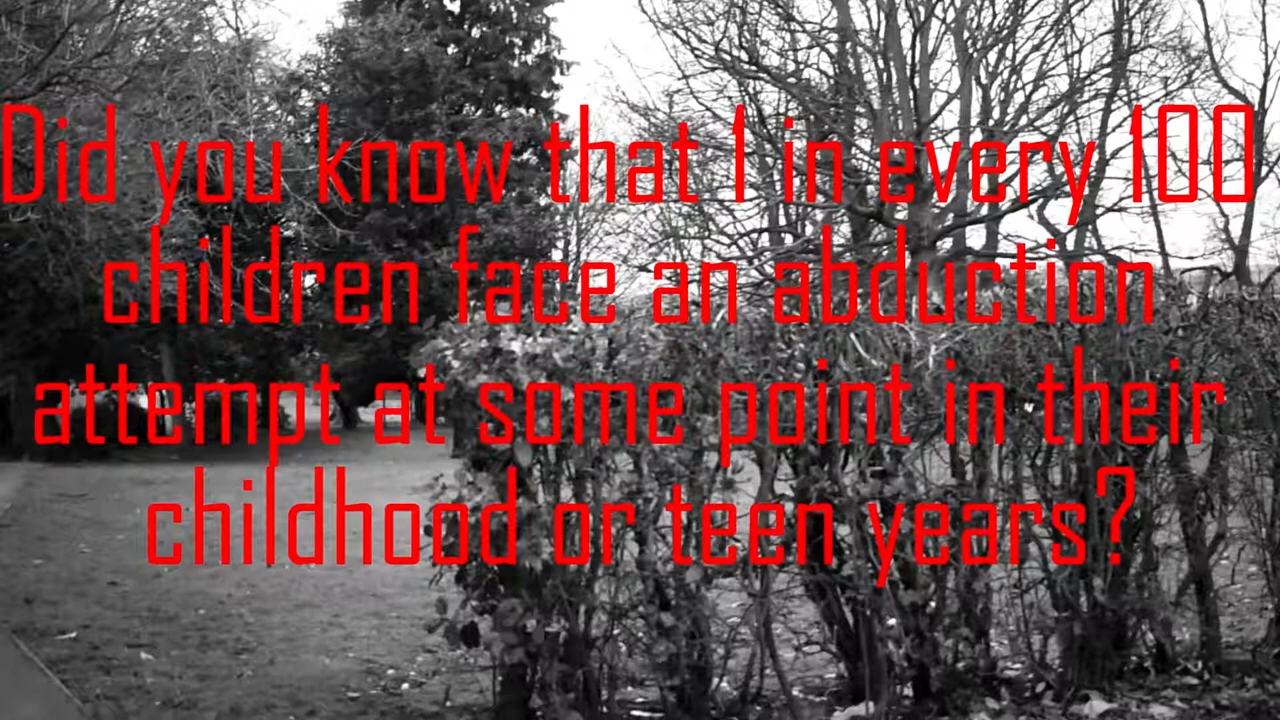 Did you know that 1 in every 100
children face an abduction
attempt at some point in their
childhood or teen years?